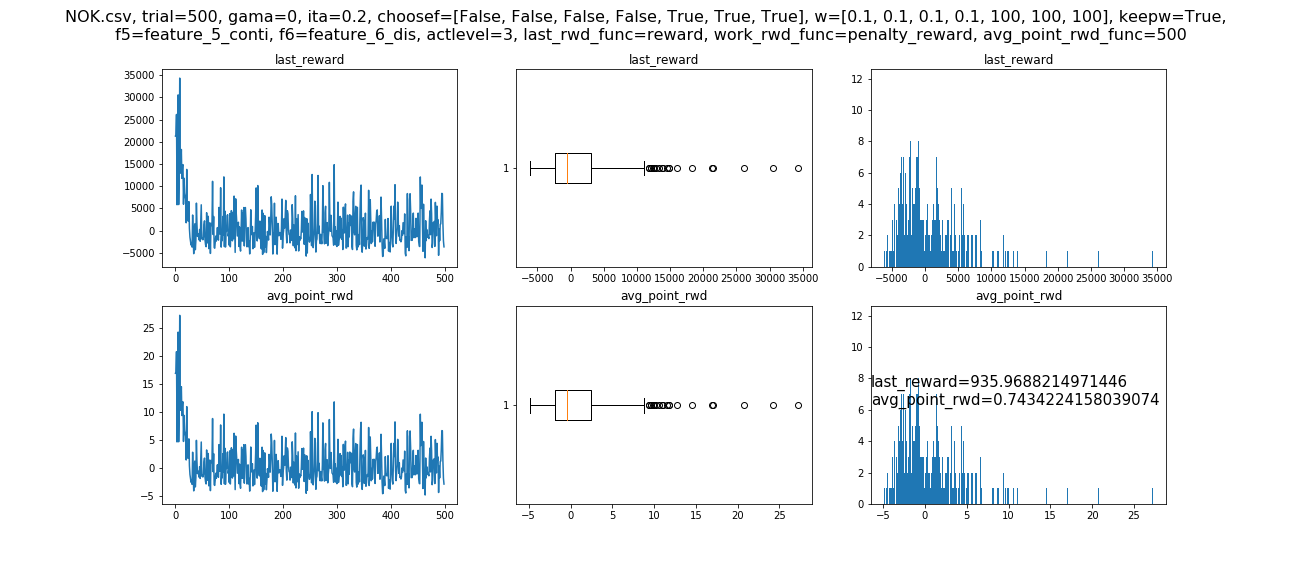 NOK.csv, trial=500, gama=0, ita=0.2, choosef=[False, False, False, False, True, True, True], w=[0.1, 0.1, 0.1, 0.1, 100, 100, 100], keepw=True,
f5=feature_5_conti, f6=feature_6_dis, actlevel=3, last_rwd_func=reward, work_rwd_func=penalty_reward, avg_point_rwd_func=500
last_reward
35000
30000
25000
20000
15000
10000
5000
0
−5000
0 100 200 300 400 500
last_reward
1
−5000 0 5000 10000 15000 20000 25000 30000 35000
last_reward
12
10
8
6
4
2
0
−5000 0 5000 10000 15000 20000 25000 30000 35000
avg_point_rwd
25
20
15
10
5
0
−5
0 100 200 300 400 500
avg_point_rwd
1
−5 0 5 10 15 20 25
avg_point_rwd
12
10
8
last_reward=935.9688214971446
avg_point_rwd=0.7434224158039074
6
4
2
0
−5 0 5 10 15 20 25